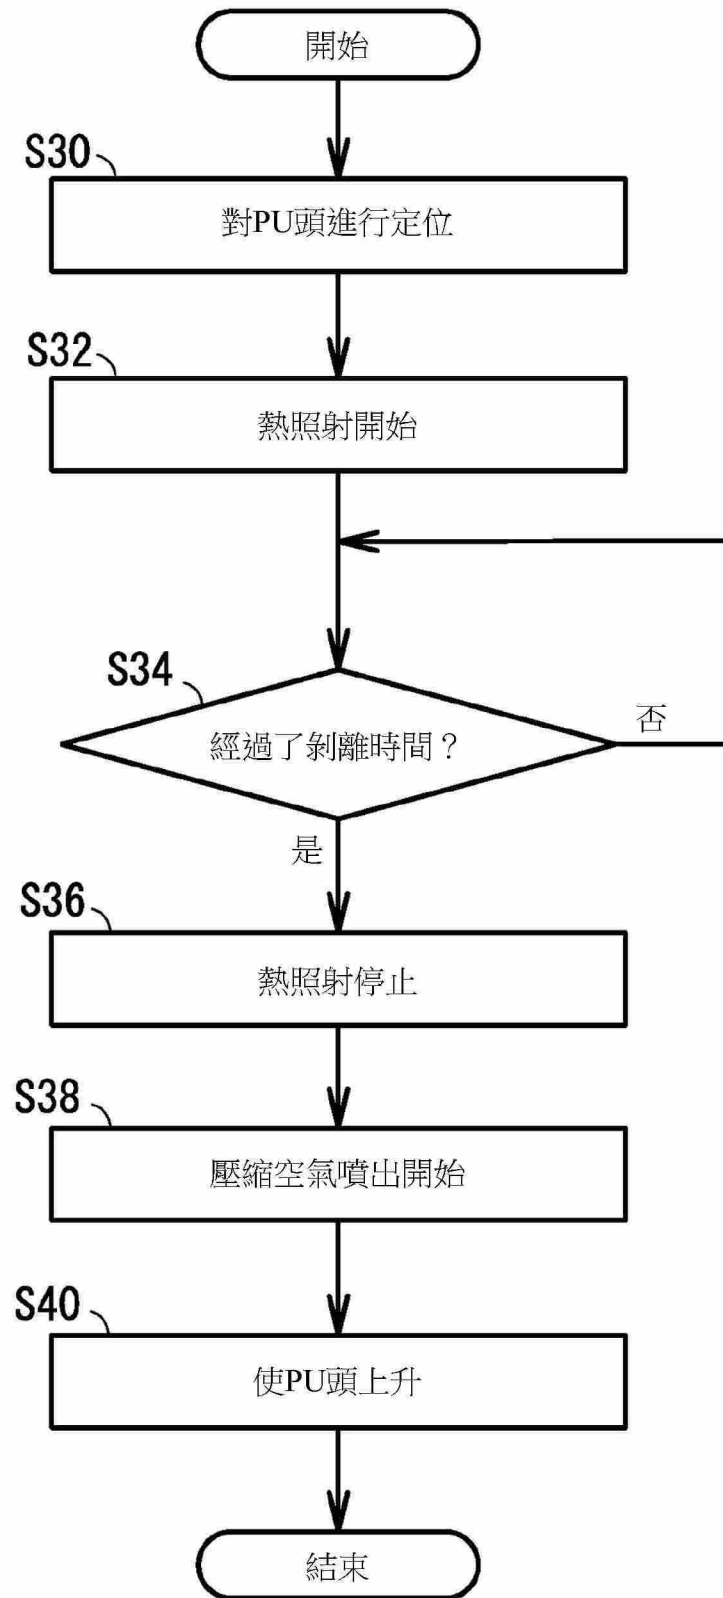 開始
S30
對PU頭進行定位
S32
熱照射開始
S34
經過了剝離時間？
否
是
S36
熱照射停止
S38
壓縮空氣噴出開始
S40
使PU頭上升
結束